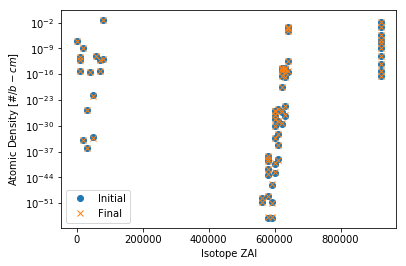 Atomic Density [#/b − cm]
10⁻²
10⁻⁹
10⁻¹⁶
10⁻²³
10⁻³⁰
10⁻³⁷
10⁻⁴⁴
10⁻⁵¹
Initial
Final
0 200000 400000 600000 800000
Isotope ZAI